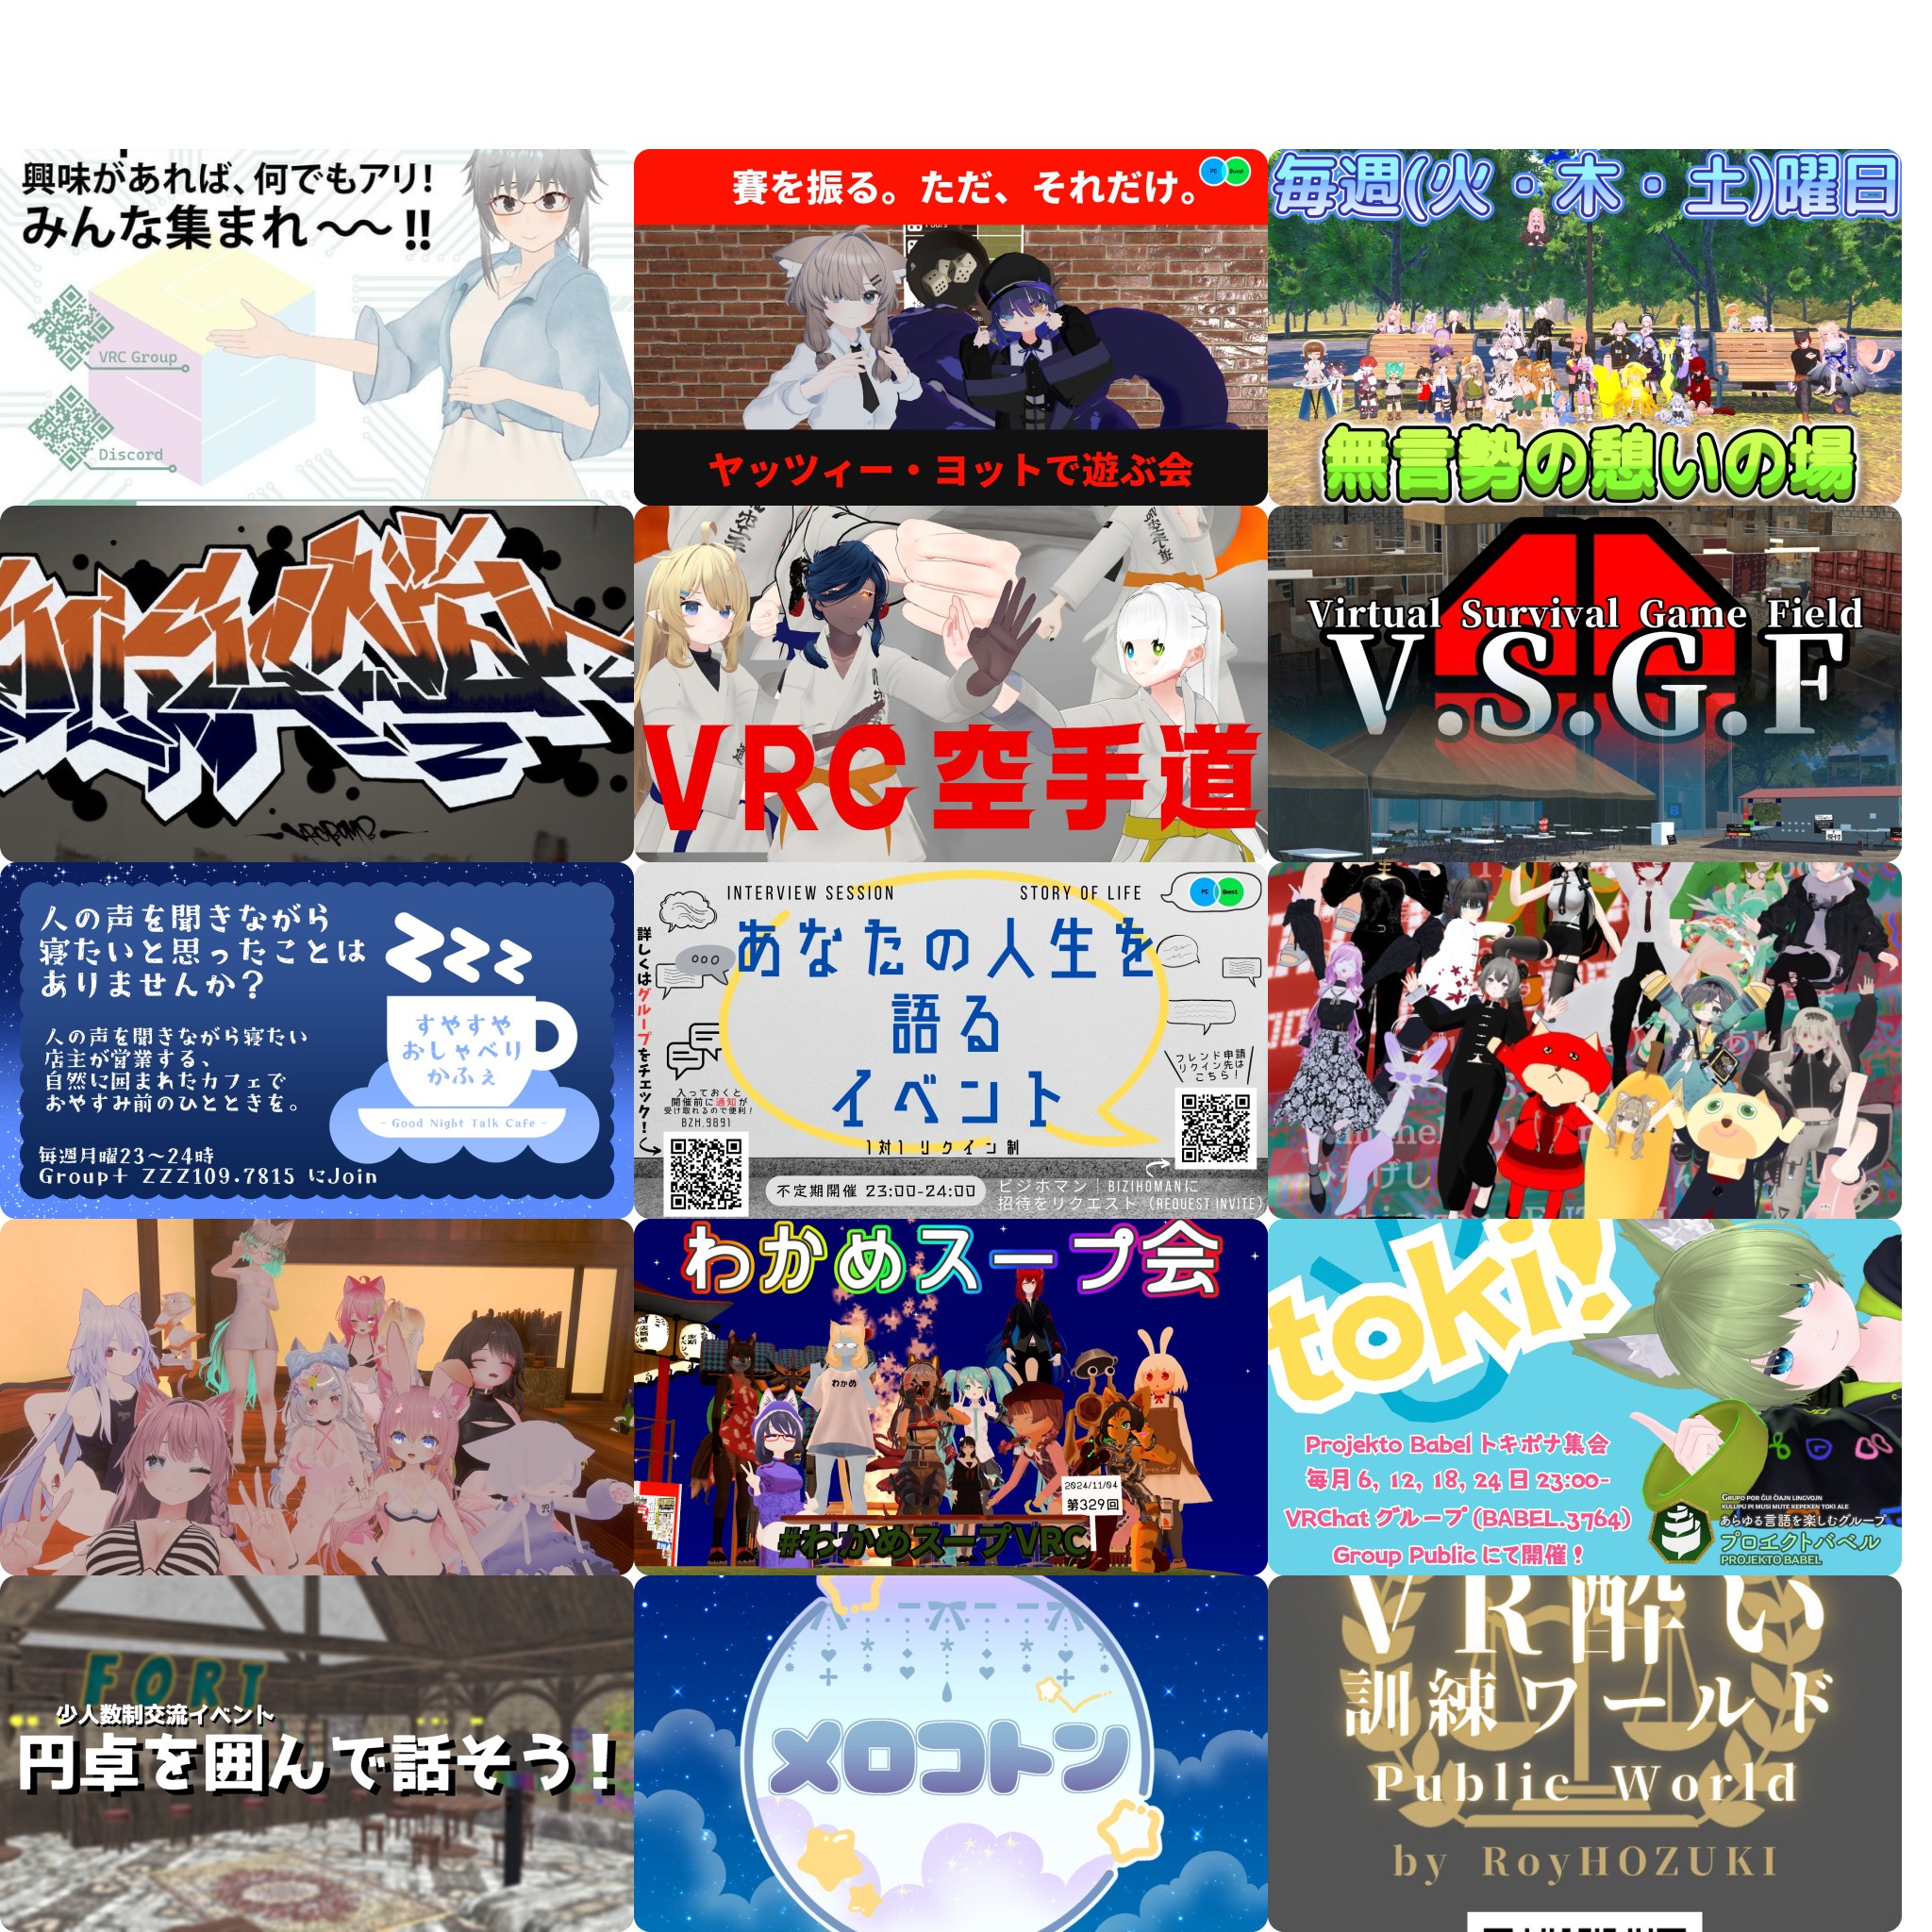 興味があれば、何でもアリ!
みんな集まれ〜〜!!
VRC Group
Discord
賽を振る。ただ、それだけ。
PC
Quest
ヤッツィー・ヨットで遊ぶ会
毎週(火・木・土)曜日
無言勢の憩いの場
VRC空手道
Virtual Survival Game Field
V.S.G.F
人の声を聞きながら
寝たいと思ったことは
ありませんか?
人の声を聞きながら寝たい
店主が営業する、
自然に囲まれたカフェで
おやすみ前のひとときを。
毎週月曜23〜24時
Group+ ZZZ109.7815 にJoin
ZZZ
すやすや
おしゃべり
かふぇ
- Good Night Talk Cafe -
INTERVIEW SESSION
STORY OF LIFE
PC
Quest
あなたの人生を
語る
イベント
1対1 リクイン制
詳しくはグループをチェック!
入っておくと
開催前に通知が
受け取れるので便利!
BZH.9891
フレンド申請
リクイン先は
こちら!
不定期開催 23:00-24:00
ビジホマン|BIZIHOMANに
招待をリクエスト (REQUEST INVITE)
わかめスープ会
わかめ
2024/11/04
第329回
#わかめスープVRC
toki!
Projekto Babel トキポナ集会
毎月 6, 12, 18, 24 日 23:00-
VRChat グループ (BABEL.3764)
Group Public にて開催!
GRUPO POR ĜUI ĈIAJN LINGVOJN
KULUPU PI MUSI MUTE KEPEKEN TOKI ALE
あらゆる言語を楽しむグループ
プロエクトバベル
PROJEKTO BABEL
FORT
少人数制交流イベント
円卓を囲んで話そう!
メロコトン
VR酔い
訓練ワールド
Public World
by RoyHOZUKI